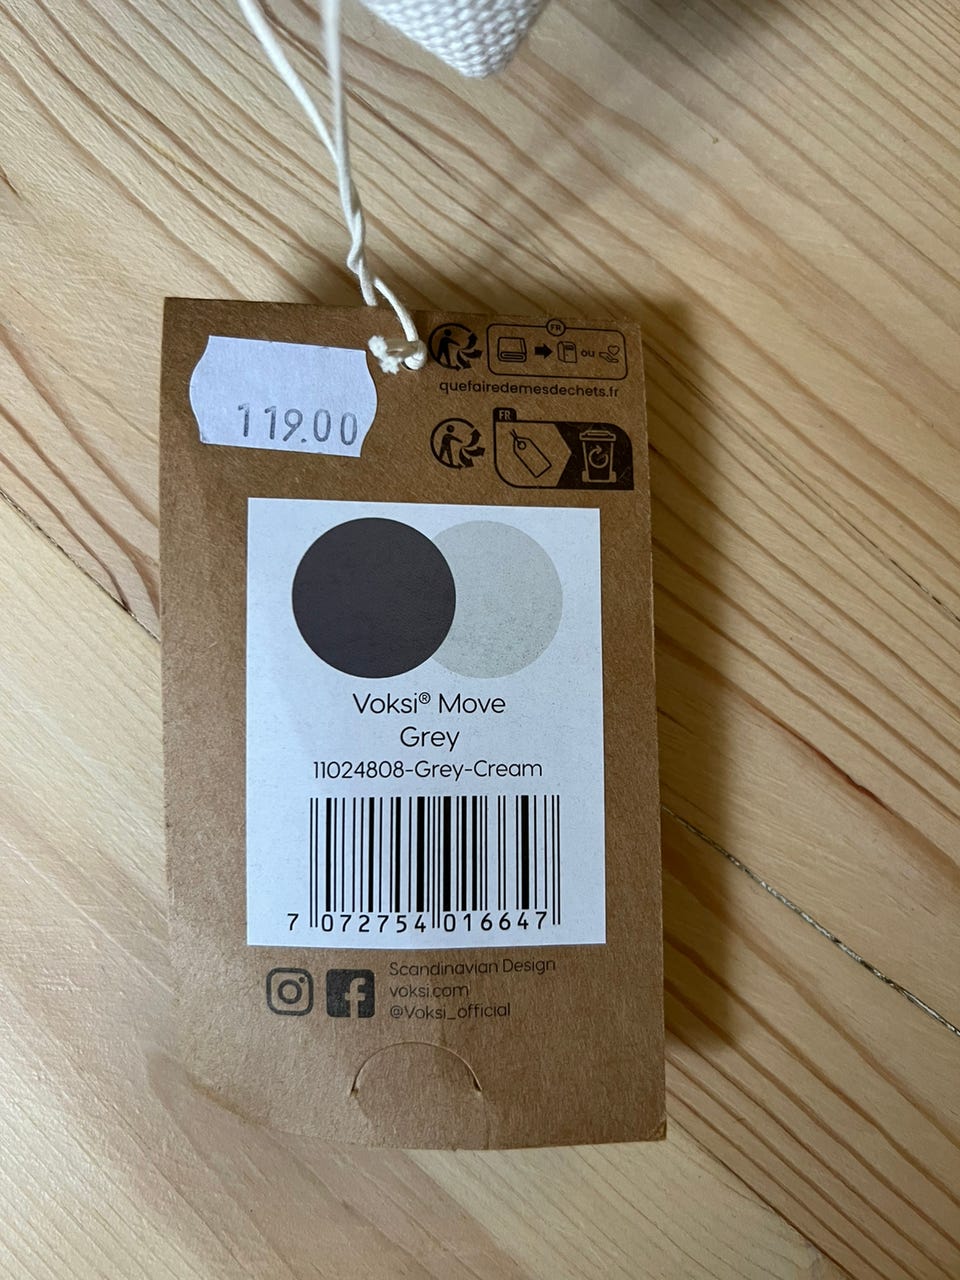 119.00
FR
ou
quefairedemesdechets.fr
FR
Voksi® Move
Grey
11024808-Grey-Cream
7 072754 016647
Scandinavian Design
voksi.com
@Voksi_official